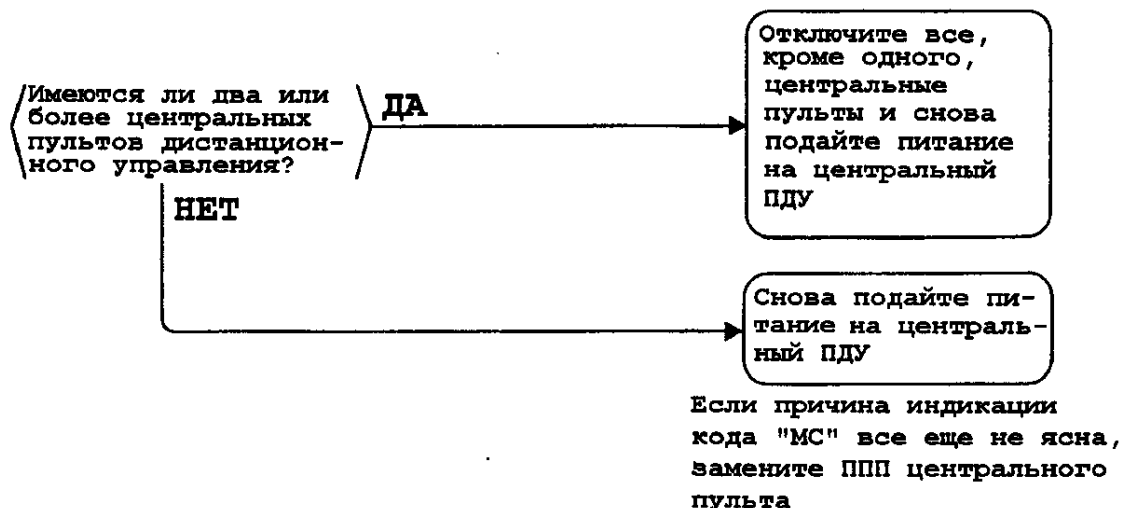 Имеются ли два или
более центральных
пультов дистанцион-
ного управления?
ДА
Отключите все,
кроме одного,
центральные
пульты и снова
подайте питание
на центральный
ПДУ
НЕТ
Снова подайте пи-
тание на централь-
ный ПДУ
Если причина индикации
кода "МС" все еще не ясна,
замените ППП центрального
пульта